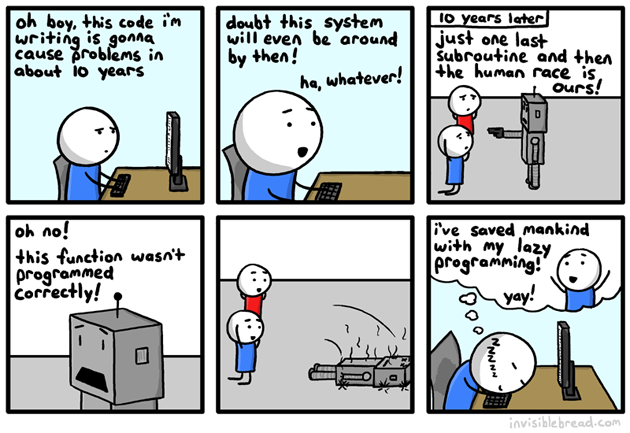 oh boy, this code i'm
writing is gonna
cause problems in
about 10 years
doubt this system
will even be around
by then!
ha, whatever!
10 years later
just one last
subroutine and then
the human race is
ours!
oh no!
this function wasn't
programmed
correctly!
i've saved mankind
with my lazy
programming!
yay!
z
z
z
z
z
invisiblebread.com